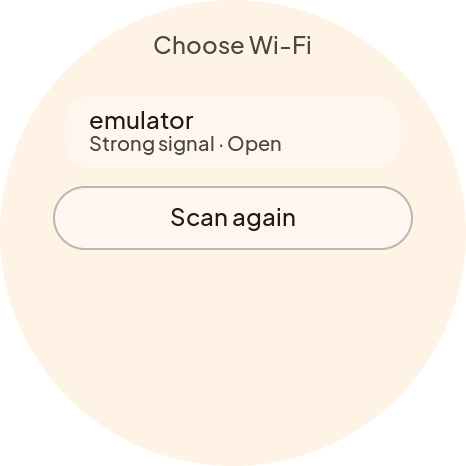 Choose Wi-Fi
emulator
Strong signal · Open
Scan again